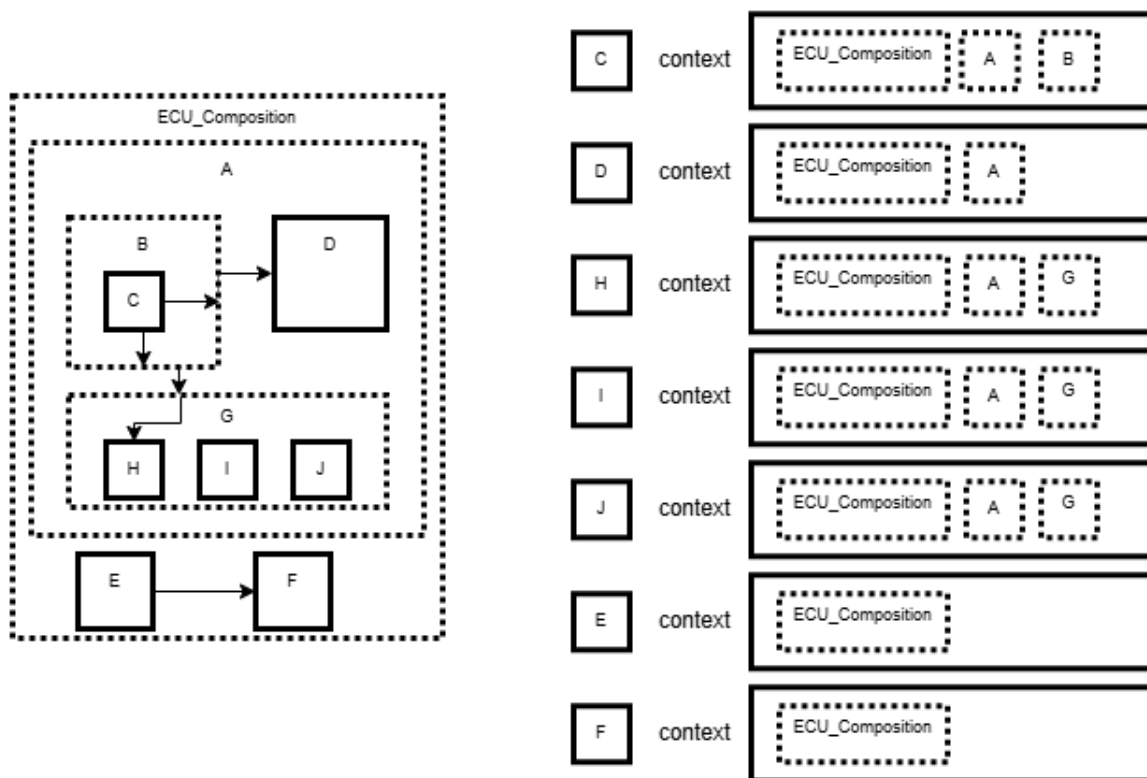 ECU_Composition
A
B
D
C
G
H
I
J
E
F
C context ECU_Composition A B
D context ECU_Composition A
H context ECU_Composition A G
I context ECU_Composition A G
J context ECU_Composition A G
E context ECU_Composition
F context ECU_Composition